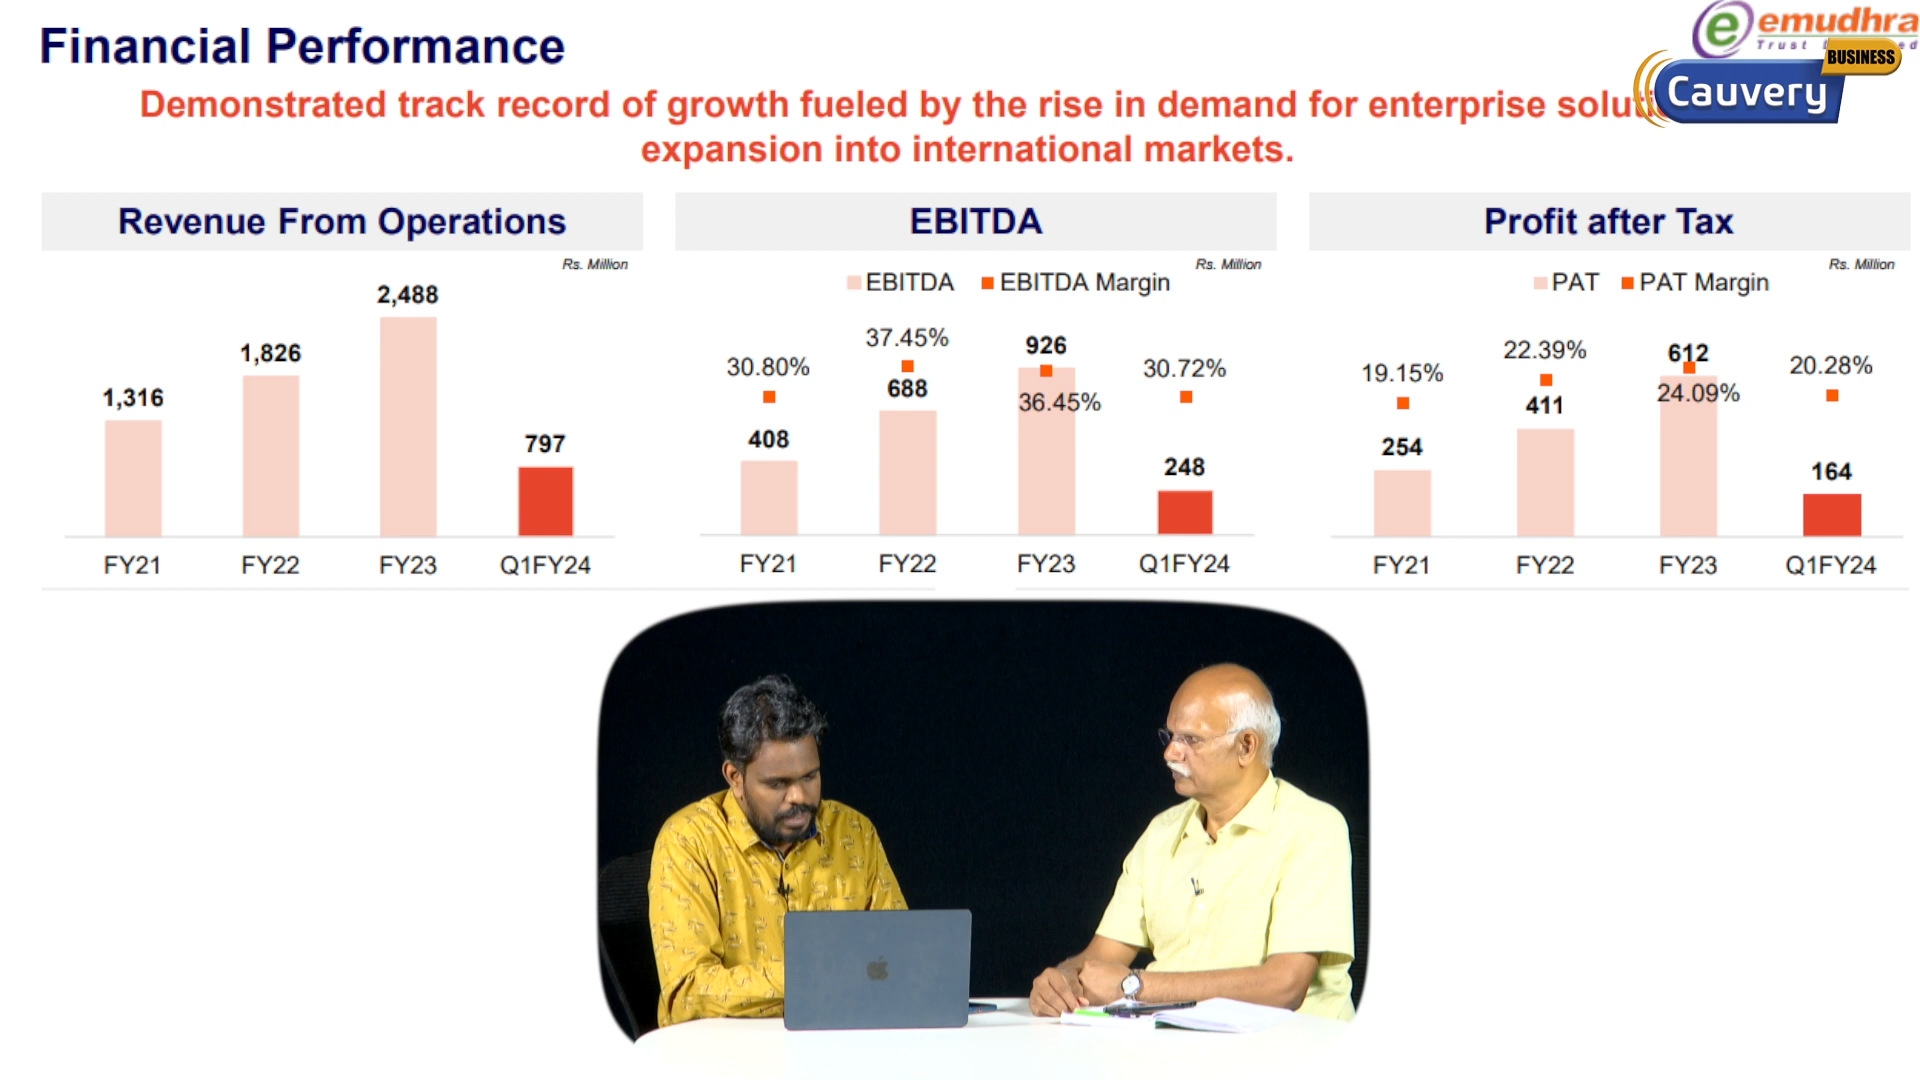 Financial Performance
emudhra
Trust
BUSINESS
Cauvery
Demonstrated track record of growth fueled by the rise in demand for enterprise
expansion into international markets.
Revenue From Operations
Rs. Million
2,488
1,826
1,316
797
FY21 FY22 FY23 Q1FY24
EBITDA
Rs. Million
EBITDA EBITDA Margin
37.45%
926
30.80%
30.72%
688
36.45%
408
248
FY21 FY22 FY23 Q1FY24
Profit after Tax
Rs. Million
PAT PAT Margin
22.39%
612
20.28%
19.15%
24.09%
411
254
164
FY21 FY22 FY23 Q1FY24